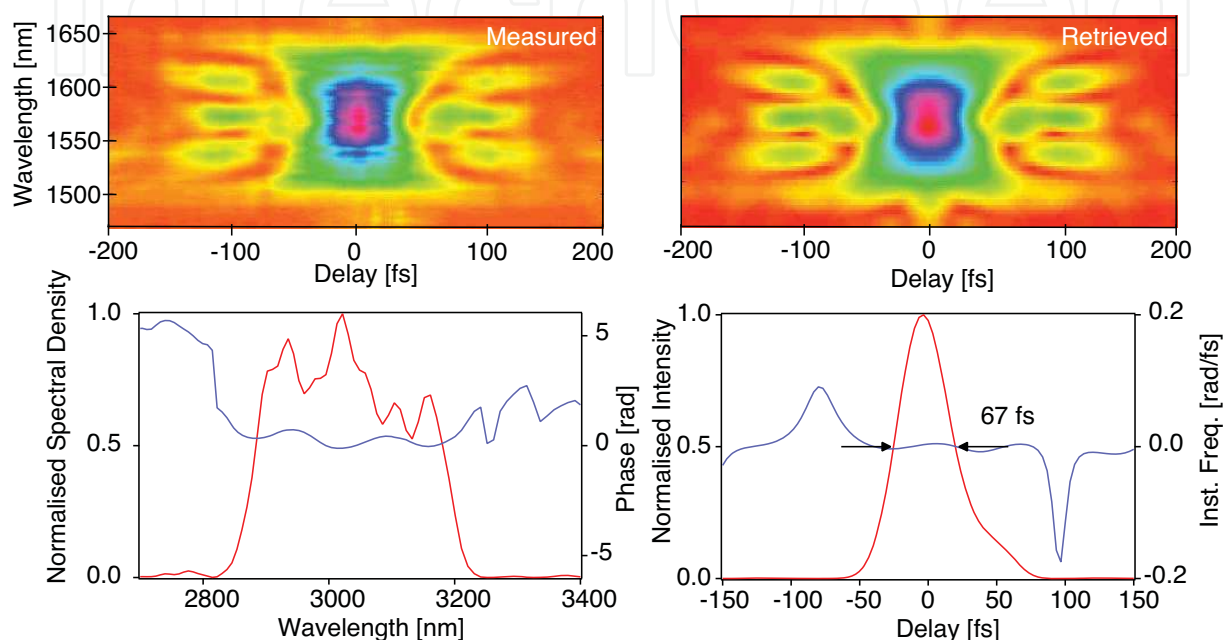 Measured
Retrieved
Wavelength [nm]
1650
1600
1550
1500
-200 -100 0 100 200
Delay [fs]
-200 -100 0 100 200
Delay [fs]
Normalised Spectral Density
1.0
0.5
0.0
5
0
-5
Phase [rad]
2800 3000 3200 3400
Wavelength [nm]
Normalised Intensity
1.0
0.5
0.0
67 fs
0.2
0.0
-0.2
Inst. Freq. [rad/fs]
-150 -100 -50 0 50 100 150
Delay [fs]